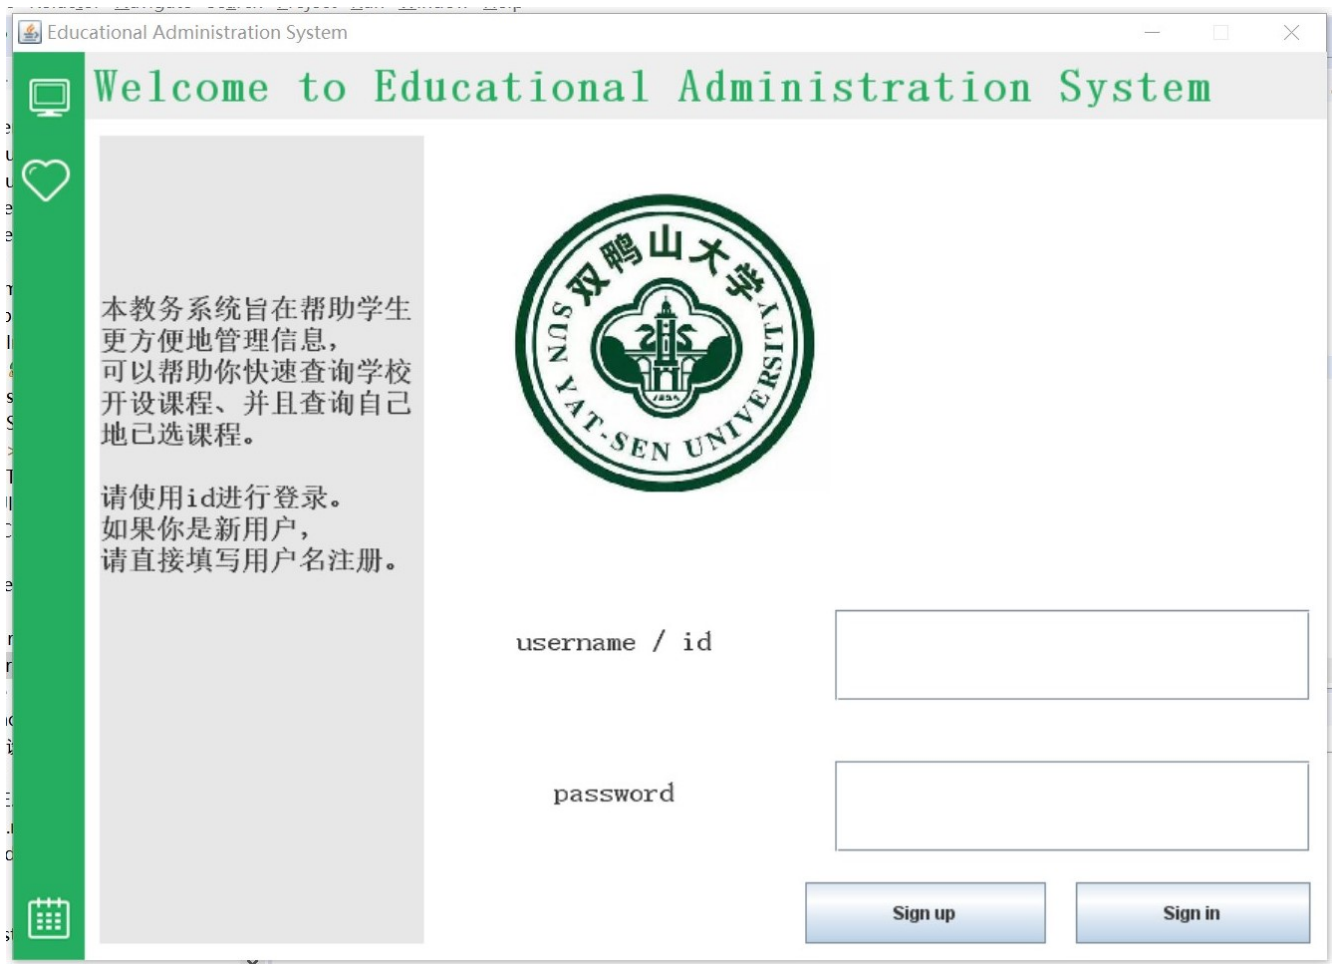 Educational Administration System
Welcome to Educational Administration System
双鸭山大学
SUN YAT-SEN UNIVERSITY
1924
本教务系统旨在帮助学生
更方便地管理信息，
可以帮助你快速查询学校
开设课程、并且查询自己
地已选课程。
请使用id进行登录。
如果你是新用户，
请直接填写用户名注册。
username / id
password
Sign up
Sign in